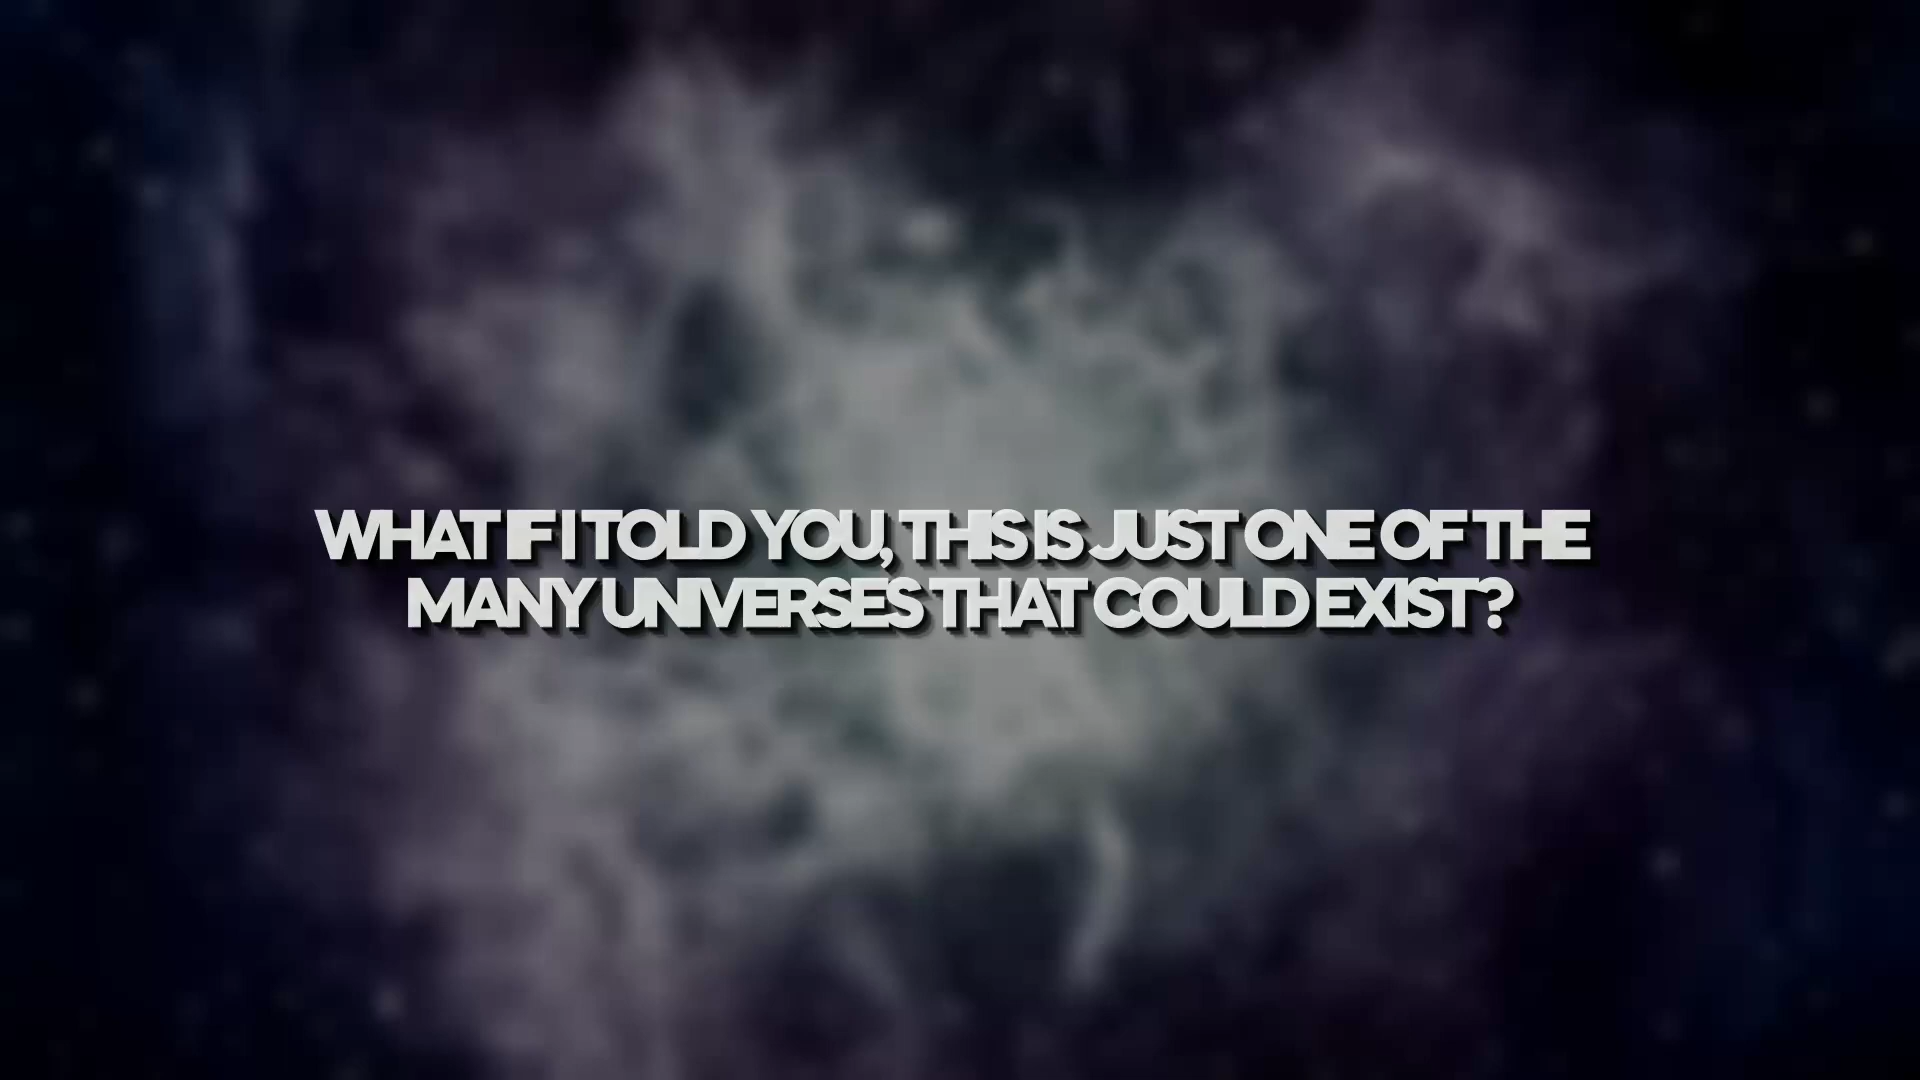 WHAT IF I TOLD YOU, THIS IS JUST ONE OF THE
MANY UNIVERSES THAT COULD EXIST?